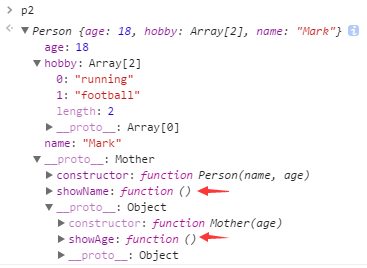 > p2
Person {age: 18, hobby: Array[2], name: "Mark"} i
age: 18
hobby: Array[2]
0: "running"
1: "football"
length: 2
__proto__: Array[0]
name: "Mark"
__proto__: Mother
constructor: function Person(name, age)
showName: function ()
__proto__: Object
constructor: function Mother(age)
showAge: function ()
__proto__: Object